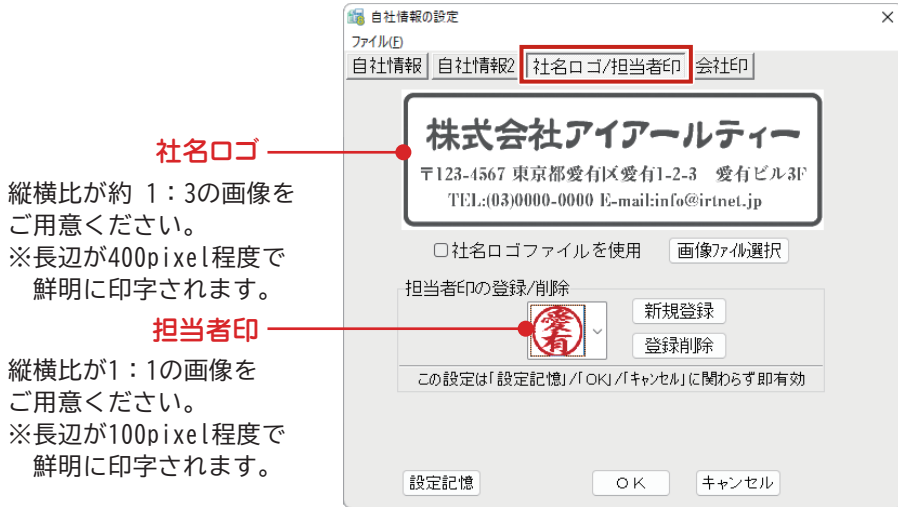 自社情報の設定
ファイル(F)
自社情報 自社情報2 社名ロゴ/担当者印 会社印
株式会社アイアールティー
〒123-4567 東京都愛有区愛有1-2-3 愛有ビル3F
TEL:(03)0000-0000 E-mail:info@irtnet.jp
□社名ロゴファイルを使用 画像ファイル選択
担当者印の登録/削除
愛有
新規登録
登録削除
この設定は「設定記憶」/「OK」/「キャンセル」に関わらず即有効
設定記憶 OK キャンセル
社名ロゴ
縦横比が約 1:3の画像を
ご用意ください。
※長辺が400pixel程度で
鮮明に印字されます。
担当者印
縦横比が1:1の画像を
ご用意ください。
※長辺が100pixel程度で
鮮明に印字されます。